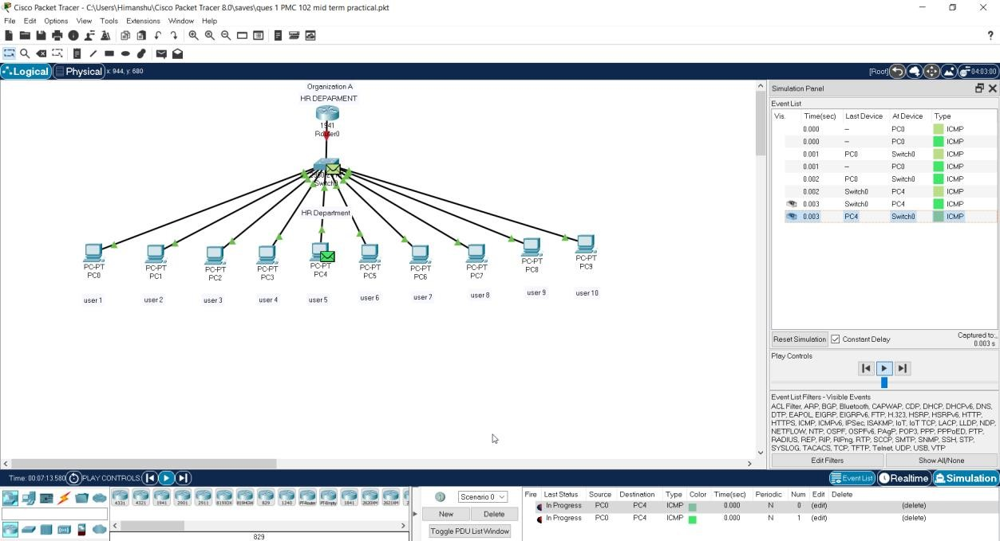 Cisco Packet Tracer - C:\Users\Himanshu\Cisco Packet Tracer 8.0\saves\ques 1 PMC 102 mid term practical.pkt
File Edit Options View Tools Extensions Window Help
?
Logical Physical x: 944, y: 680 [Root] 04:03:00
Organization A
HR DEPARMENT
1941
Router0
Switch0
HR Department
PC-PT PC-PT PC-PT PC-PT PC-PT PC-PT PC-PT PC-PT PC-PT PC-PT
PC0 PC1 PC2 PC3 PC4 PC5 PC6 PC7 PC8 PC9
user 1 user 2 user 3 user 4 user 5 user 6 user 7 user 8 user 9 user 10
Simulation Panel
Event List
Vis. Time(sec) Last Device At Device Type
0.000 -- PC0 ICMP
0.000 -- PC0 ICMP
0.001 PC0 Switch0 ICMP
0.001 -- PC0 ICMP
0.002 PC0 Switch0 ICMP
0.002 Switch0 PC4 ICMP
0.003 Switch0 PC4 ICMP
0.003 PC4 Switch0 ICMP
Reset Simulation Constant Delay Captured to:
0.003 s
Play Controls
Event List Filters - Visible Events
ACL Filter, ARP, BGP, Bluetooth, CAPWAP, CDP, DHCP, DHCPv6, DNS,
DTP, EAPOL, EIGRP, EIGRPv6, FTP, H.323, HSRP, HSRPv6, HTTP,
HTTPS, ICMP, ICMPv6, IPSec, ISAKMP, IoT, IoT TCP, LACP, LLDP, NDP,
NETFLOW, NTP, OSPF, OSPFv6, PAgP, POP3, PPP, PPPoED, PTP,
RADIUS, REP, RIP, RIPng, RTP, SCCP, SMTP, SNMP, SSH, STP,
SYSLOG, TACACS, TCP, TFTP, Telnet, UDP, USB, VTP
Edit Filters Show All/None
Time: 00:07:13.580 PLAY CONTROLS: Event List Realtime Simulation
4331 4321 1941 2901 2911 819IOX 819HGW 829 1240 PT-Router PT-Empty 1841 2620XM 2621XM 2
829
Scenario 0
New Delete
Toggle PDU List Window
Fire Last Status Source Destination Type Color Time(sec) Periodic Num Edit Delete
In Progress PC0 PC4 ICMP 0.000 N 0 (edit) (delete)
In Progress PC0 PC4 ICMP 0.000 N 1 (edit) (delete)